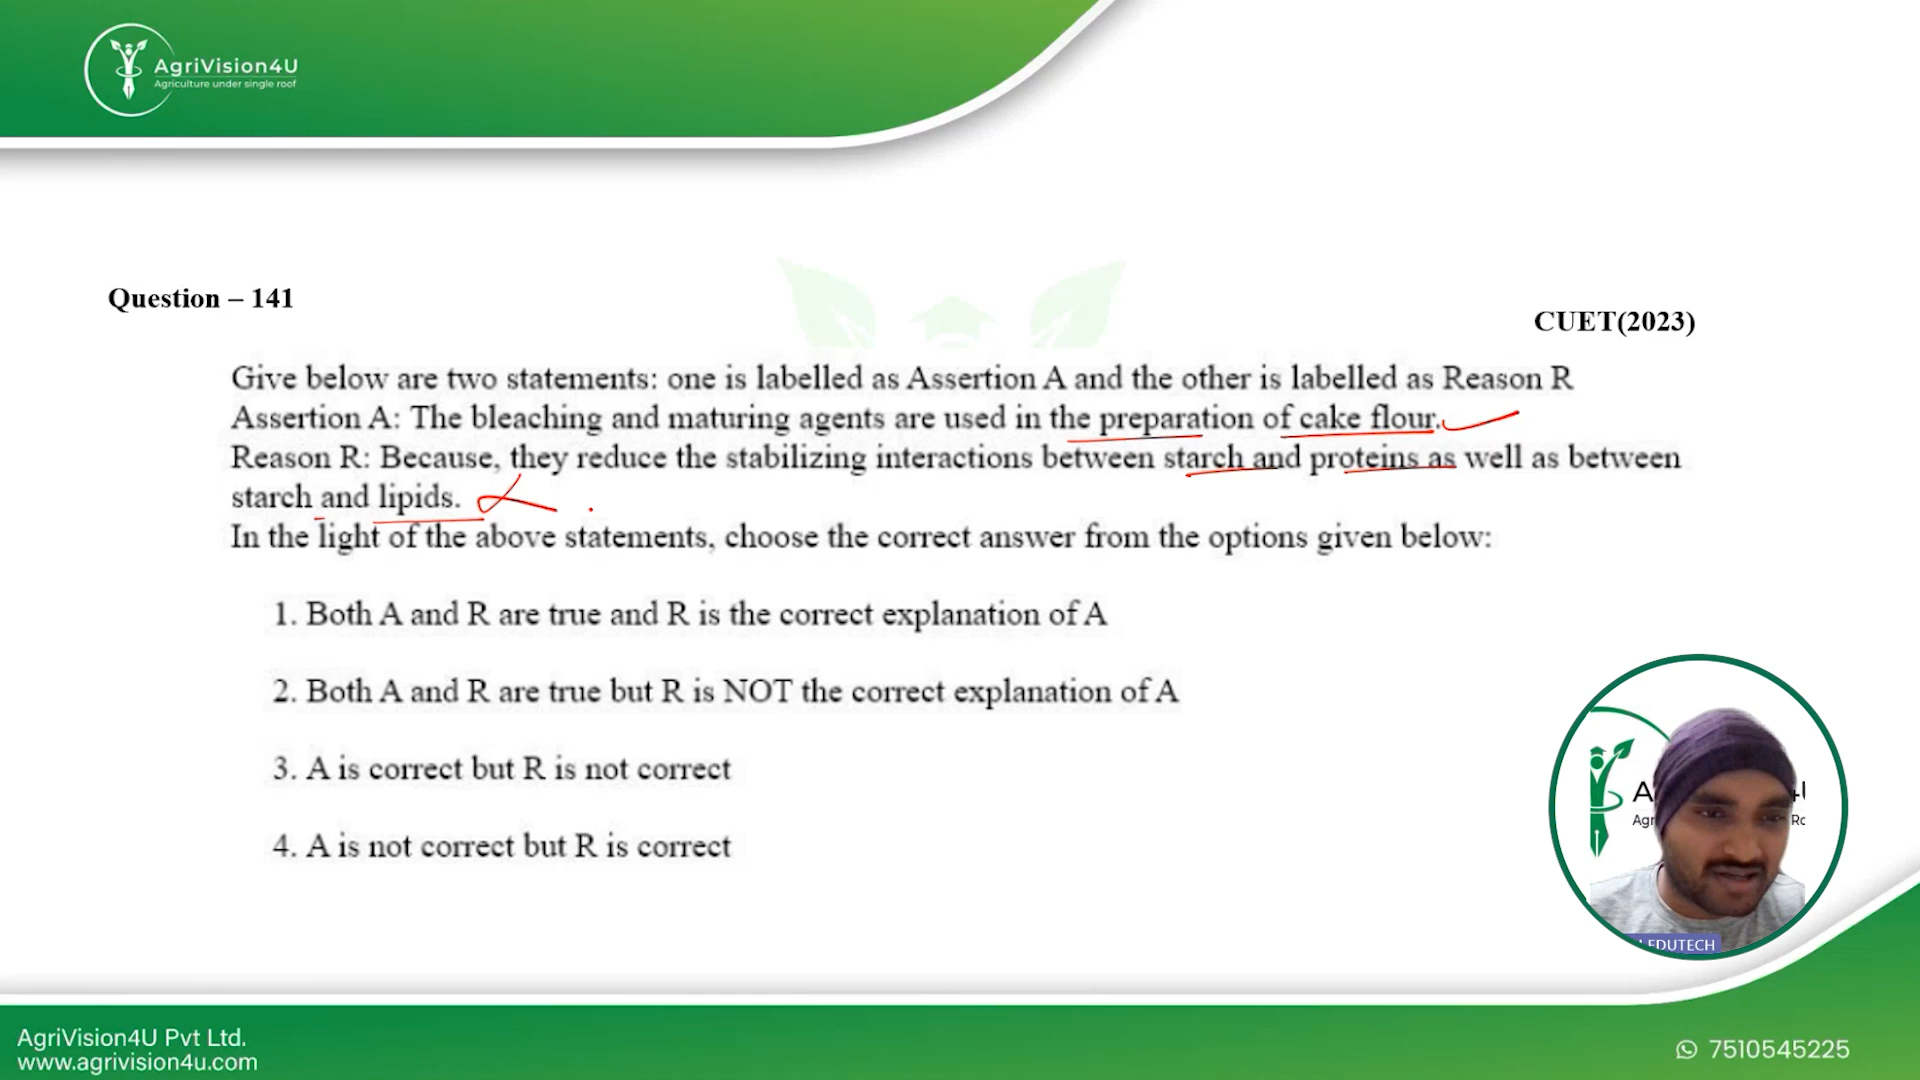 AgriVision4U
Agriculture under single roof
Question – 141
CUET(2023)
Give below are two statements: one is labelled as Assertion A and the other is labelled as Reason R
Assertion A: The bleaching and maturing agents are used in the preparation of cake flour.
Reason R: Because, they reduce the stabilizing interactions between starch and proteins as well as between
starch and lipids.
In the light of the above statements, choose the correct answer from the options given below:
1. Both A and R are true and R is the correct explanation of A
2. Both A and R are true but R is NOT the correct explanation of A
3. A is correct but R is not correct
4. A is not correct but R is correct
EDUTECH
AgriVision4U Pvt Ltd.
www.agrivision4u.com
7510545225